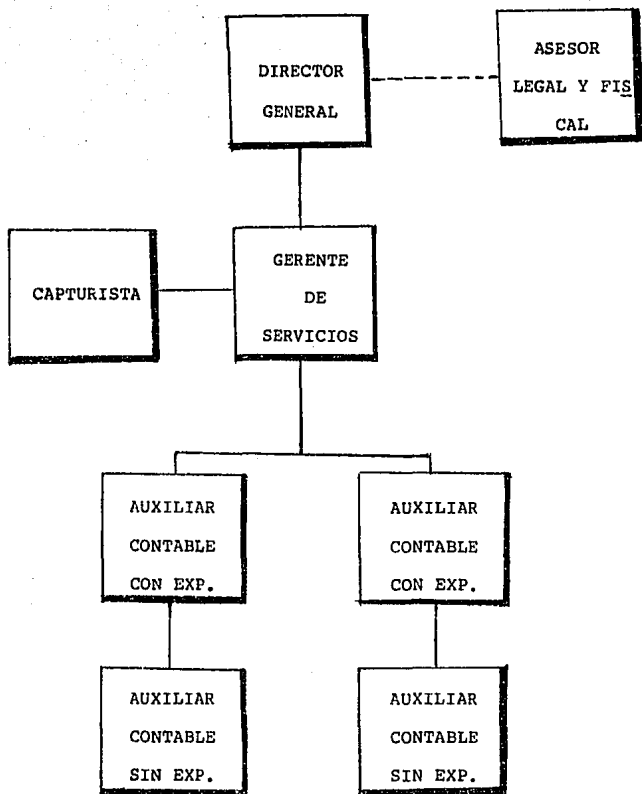 DIRECTOR
GENERAL
ASESOR
LEGAL Y FIS
CAL
CAPTURISTA
GERENTE
DE
SERVICIOS
AUXILIAR
CONTABLE
CON EXP.
AUXILIAR
CONTABLE
CON EXP.
AUXILIAR
CONTABLE
SIN EXP.
AUXILIAR
CONTABLE
SIN EXP.